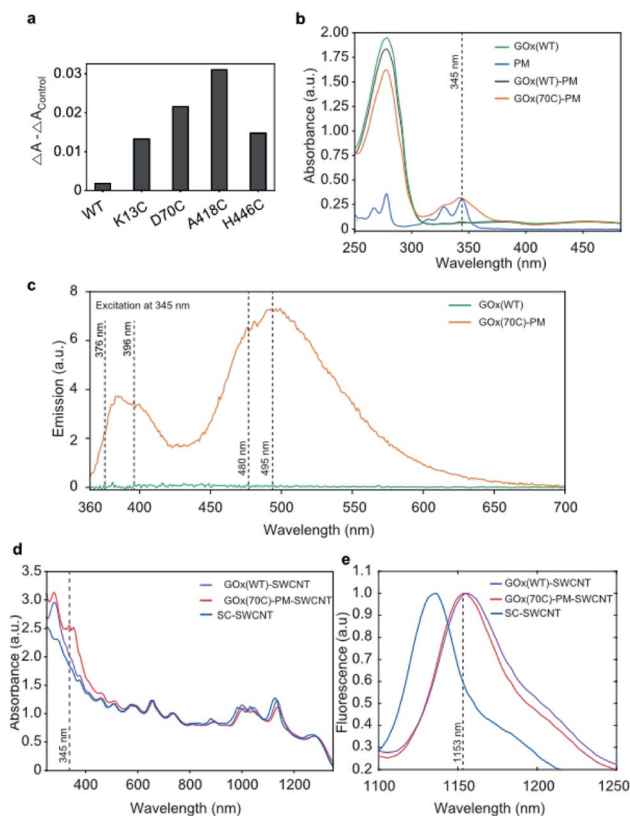 a
△A - △AControl
0.03
0.02
0.01
0
WT
K13C
D70C
A418C
H446C
b
Absorbance (a.u.)
2.00
1.75
1.50
1.25
1.00
0.75
0.50
0.25
0
345 nm
GOx(WT)
PM
GOx(WT)-PM
GOx(70C)-PM
250 300 350 400 450
Wavelength (nm)
c
Emission (a.u.)
8
6
4
2
0
Excitation at 345 nm
376 nm
396 nm
480 nm
495 nm
GOx(WT)
GOx(70C)-PM
360 400 450 500 550 600 650 700
Wavelength (nm)
d
Absorbance (a.u.)
3.5
3.0
2.5
2.0
1.5
1.0
0.5
0
345 nm
GOx(WT)-SWCNT
GOx(70C)-PM-SWCNT
SC-SWCNT
400 600 800 1000 1200
Wavelength (nm)
e
Fluorescence (a.u)
1.0
0.9
0.8
0.7
0.6
0.5
0.4
0.3
0.2
1153 nm
GOx(WT)-SWCNT
GOx(70C)-PM-SWCNT
SC-SWCNT
1100 1150 1200 1250
Wavelength (nm)